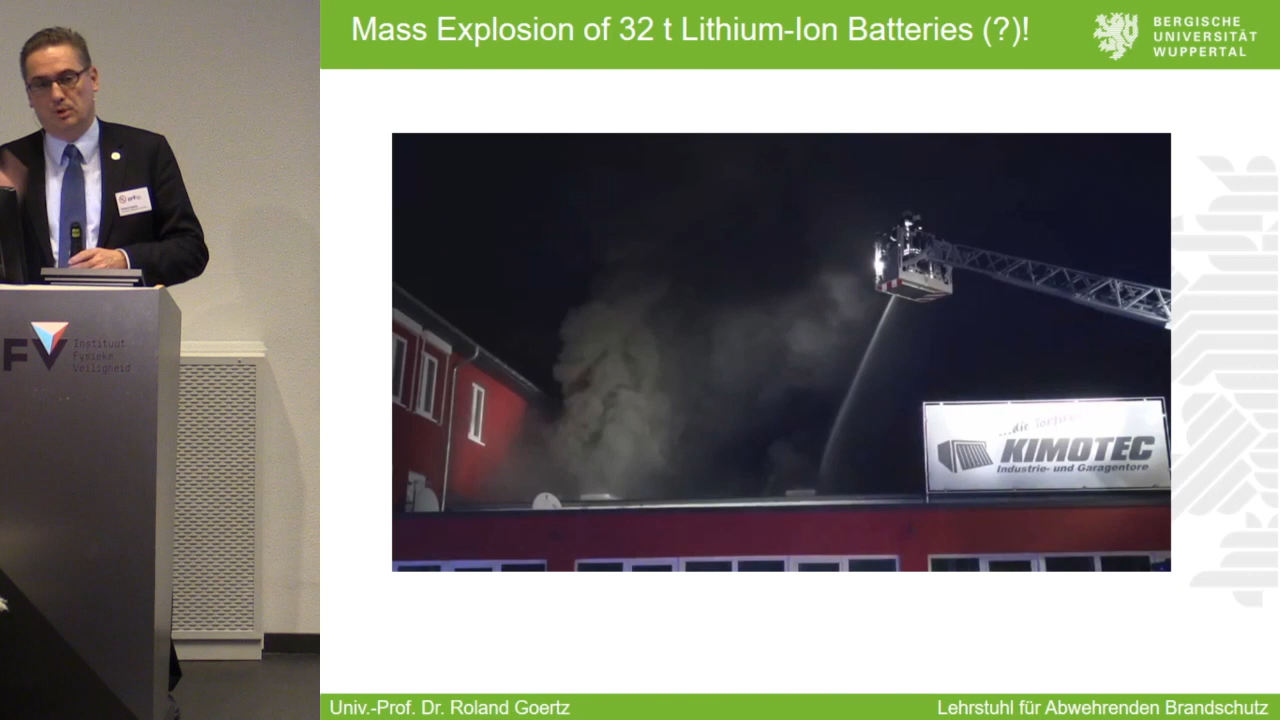 Mass Explosion of 32 t Lithium-Ion Batteries (?)!
BERGISCHE
UNIVERSITÄT
WUPPERTAL
KIMOTEC
Industrie- und Garagentore
Instituut
Fysieke
Veiligheid
Univ.-Prof. Dr. Roland Goertz
Lehrstuhl für Abwehrenden Brandschutz